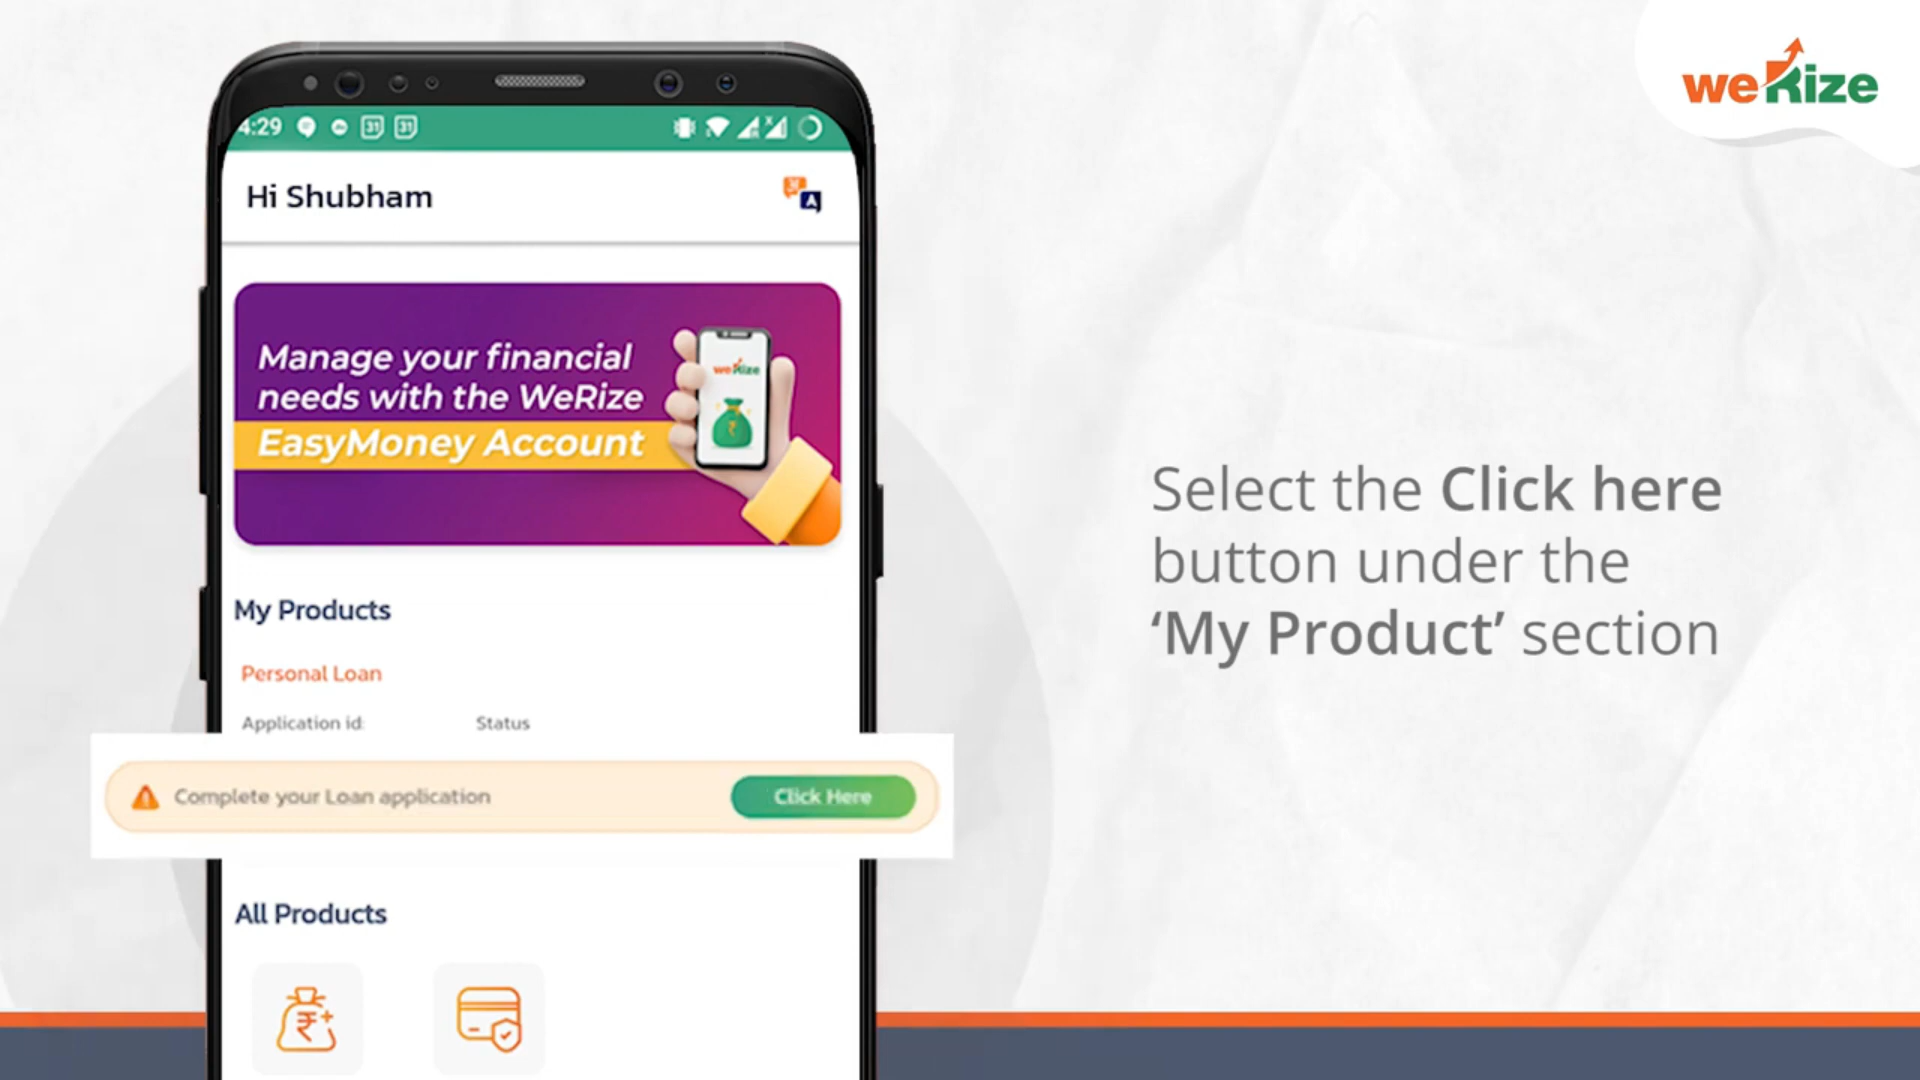 weRize
4:29
31
31
Hi Shubham
A
Manage your financial
needs with the WeRize
EasyMoney Account
weRize
₹
My Products
Personal Loan
Application id:
Status
Complete your Loan application
Click Here
All Products
₹+
Select the Click here
button under the
‘My Product’ section